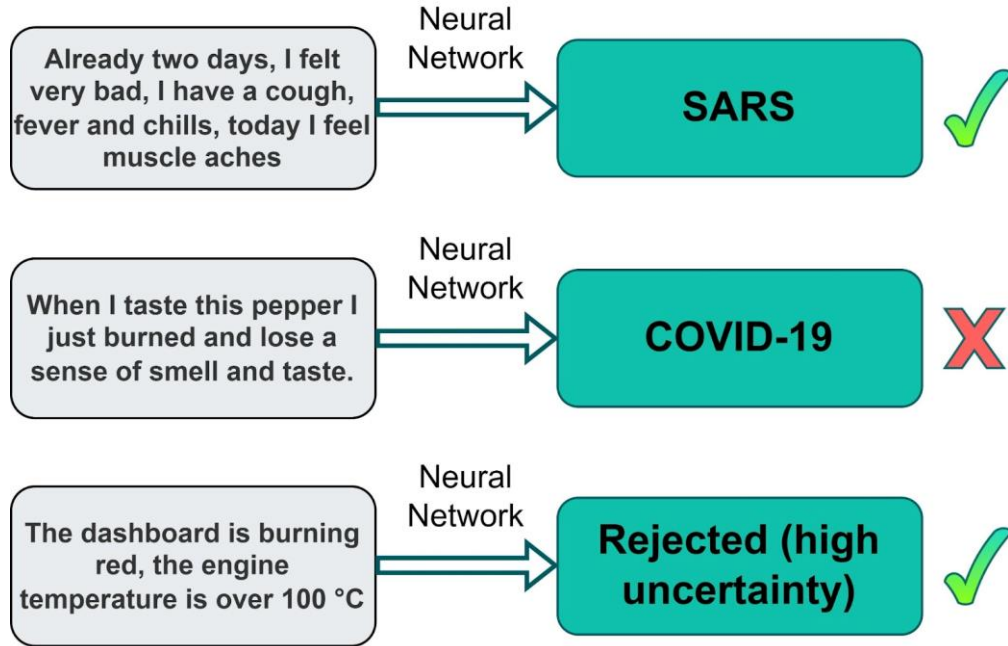 Already two days, I felt
very bad, I have a cough,
fever and chills, today I feel
muscle aches
Neural
Network
SARS
When I taste this pepper I
just burned and lose a
sense of smell and taste.
Neural
Network
COVID-19
The dashboard is burning
red, the engine
temperature is over 100 °C
Neural
Network
Rejected (high
uncertainty)